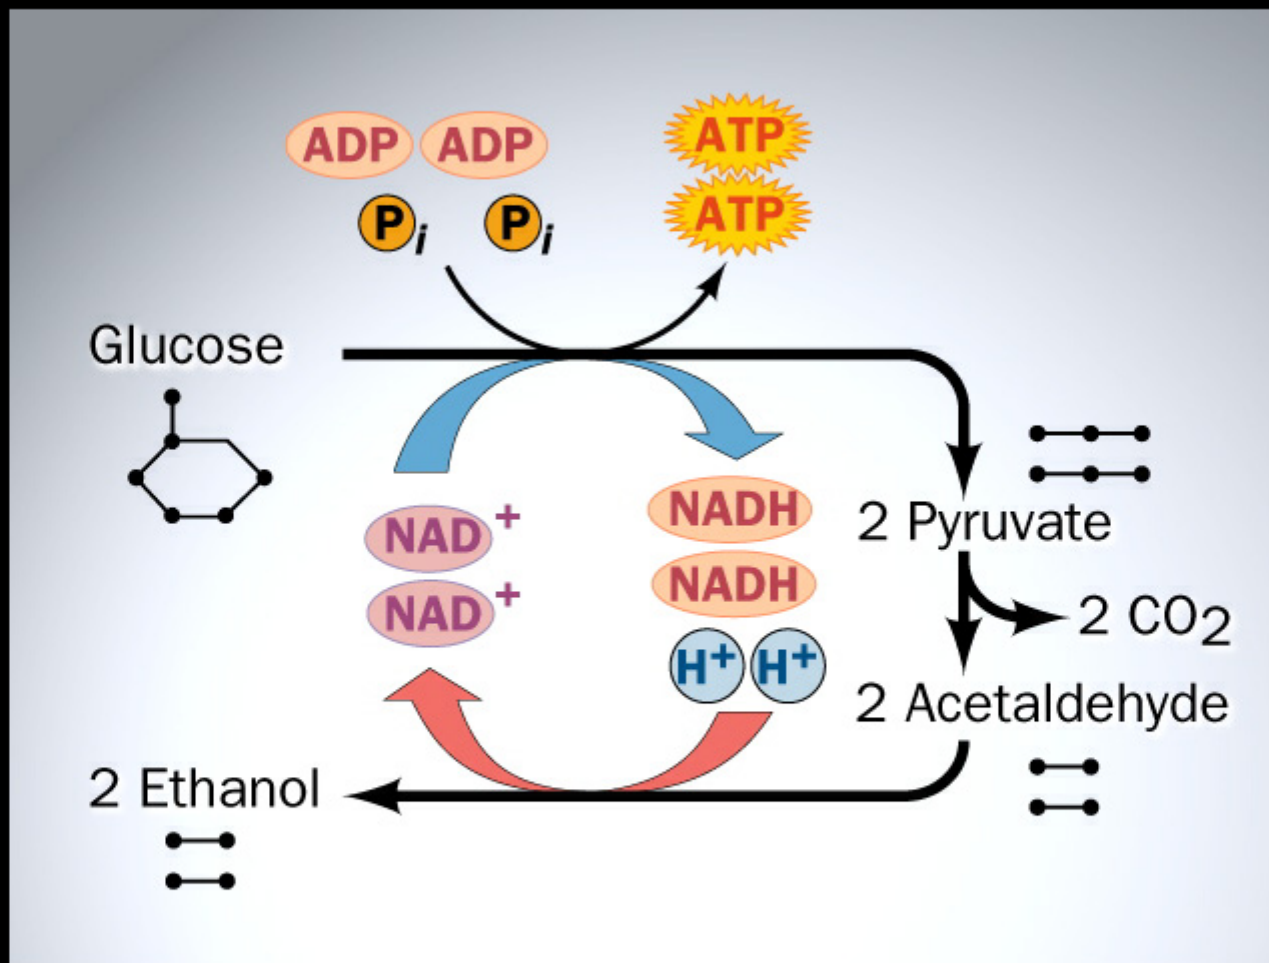 ADP ADP
ATP
ATP
Pi Pi
Glucose
NAD+
NAD+
NADH
NADH
H+ H+
2 Pyruvate
2 CO2
2 Acetaldehyde
2 Ethanol